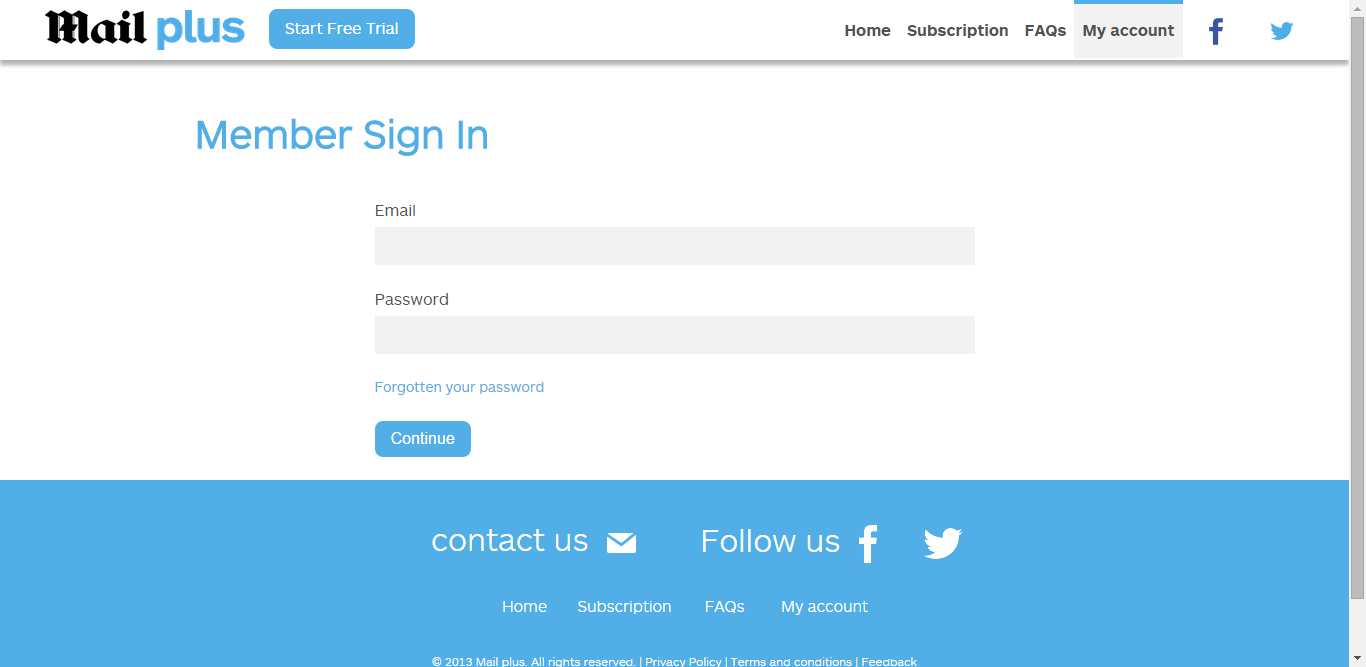 Mail plus Start Free Trial Home Subscription FAQs My account
Member Sign In
Email
Password
Forgotten your password
Continue
contact us Follow us
Home Subscription FAQs My account
© 2013 Mail plus. All rights reserved. | Privacy Policy | Terms and conditions | Feedback